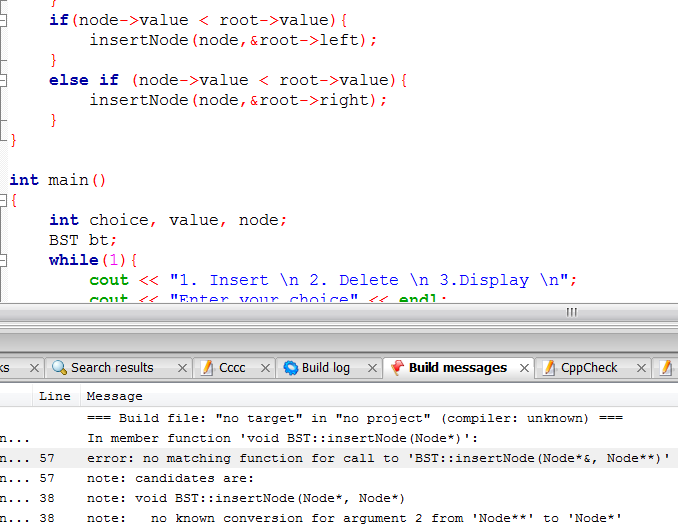 }
if(node->value < root->value){
insertNode(node,&root->left);
}
else if (node->value < root->value){
insertNode(node,&root->right);
}
}
int main()
{
int choice, value, node;
BST bt;
while(1){
cout << "1. Insert \n 2. Delete \n 3.Display \n";
cout << "Enter your choice" << endl;
ks Search results Cccc Build log Build messages CppCheck
Line Message
=== Build file: "no target" in "no project" (compiler: unknown) ===
n... In member function 'void BST::insertNode(Node*)':
n... 57 error: no matching function for call to 'BST::insertNode(Node*&, Node**)'
n... 57 note: candidates are:
n... 38 note: void BST::insertNode(Node*, Node*)
n... 38 note: no known conversion for argument 2 from 'Node**' to 'Node*'